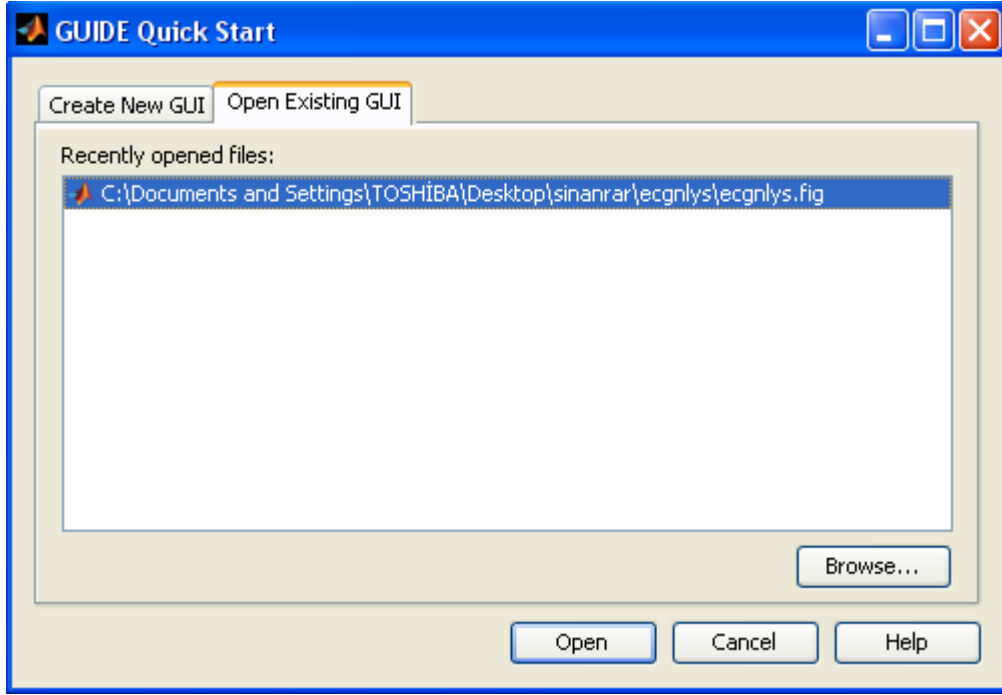 GUIDE Quick Start
Create New GUI
Open Existing GUI
Recently opened files:
C:\Documents and Settings\TOSHİBA\Desktop\sinanrar\ecgnlys\ecgnlys.fig
Browse...
Open
Cancel
Help